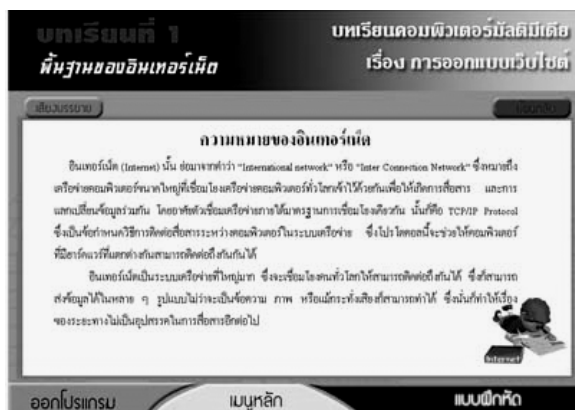 บทเรียนที่ 1
บทเรียนคอมพิวเตอร์มัลติมีเดีย
พื้นฐานของอินเทอร์เน็ต
เรื่อง การออกแบบเว็บไซต์
เสียงบรรยาย
ย้อนกลับ
ความหมายของอินเทอร์เน็ต
อินเทอร์เน็ต (Internet) นั้น ย่อมาจากคำว่า "International network" หรือ "Inter Connection Network" ซึ่งหมายถึง
เครือข่ายคอมพิวเตอร์ขนาดใหญ่ที่เชื่อมโยงเครือข่ายคอมพิวเตอร์ทั่วโลกเข้าไว้ด้วยกันเพื่อให้เกิดการสื่อสาร และการ
แลกเปลี่ยนข้อมูลร่วมกัน โดยอาศัยตัวเชื่อมเครือข่ายภายใต้มาตรฐานการเชื่อมโยงเดียวกัน นั้นก็คือ TCP/IP Protocol
ซึ่งเป็นข้อกำหนดวิธีการติดต่อสื่อสารระหว่างคอมพิวเตอร์ในระบบเครือข่าย ซึ่งโปรโตคอลนี้จะช่วยให้คอมพิวเตอร์
ที่มีฮาร์ดแวร์ที่แตกต่างกันสามารถติดต่อถึงกันกันได้
อินเทอร์เน็ตเป็นระบบเครือข่ายที่ใหญ่มาก ซึ่งจะเชื่อมโยงคนทั่วโลกให้สามารถติดต่อถึงกันได้ ซึ่งก็สามารถ
ส่งข้อมูลได้ในหลาย ๆ รูปแบบไม่ว่าจะเป็นข้อความ ภาพ หรือแม้กระทั่งเสียงก็สามารถทำได้ ซึ่งนั่นก็ทำให้เรื่อง
ของระยะทางไม่เป็นอุปสรรคในการสื่อสารอีกต่อไป
Internet
ออกโปรแกรม
เมนูหลัก
แบบฝึกหัด